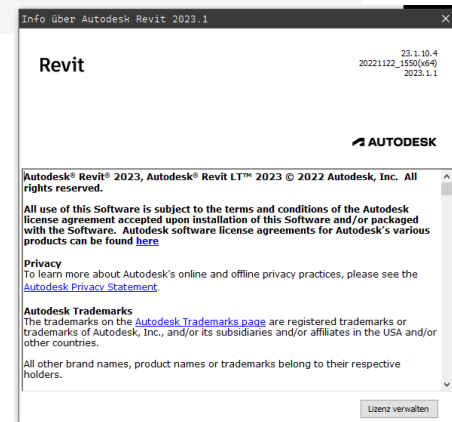 Info über Autodesk Revit 2023.1
Revit
23.1.10.4
20221122_1550(x64)
2023.1.1
AUTODESK
Autodesk® Revit® 2023, Autodesk® Revit LT™ 2023 © 2022 Autodesk, Inc. All
rights reserved.
All use of this Software is subject to the terms and conditions of the Autodesk
license agreement accepted upon installation of this Software and/or packaged
with the Software. Autodesk software license agreements for Autodesk's various
products can be found here
Privacy
To learn more about Autodesk's online and offline privacy practices, please see the
Autodesk Privacy Statement.
Autodesk Trademarks
The trademarks on the Autodesk Trademarks page are registered trademarks or
trademarks of Autodesk, Inc., and/or its subsidiaries and/or affiliates in the USA and/or
other countries.
All other brand names, product names or trademarks belong to their respective
holders.
Lizenz verwalten